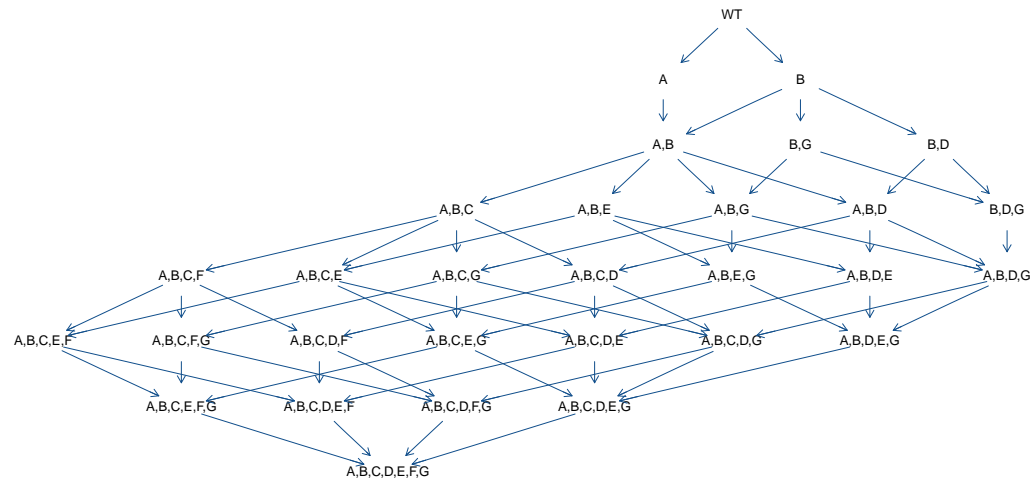 WT
A
B
A,B
B,G
B,D
A,B,C
A,B,E
A,B,G
A,B,D
B,D,G
A,B,C,F
A,B,C,E
A,B,C,G
A,B,C,D
A,B,E,G
A,B,D,E
A,B,D,G
A,B,C,E,F
A,B,C,F,G
A,B,C,D,F
A,B,C,E,G
A,B,C,D,E
A,B,C,D,G
A,B,D,E,G
A,B,C,E,F,G
A,B,C,D,E,F
A,B,C,D,F,G
A,B,C,D,E,G
A,B,C,D,E,F,G